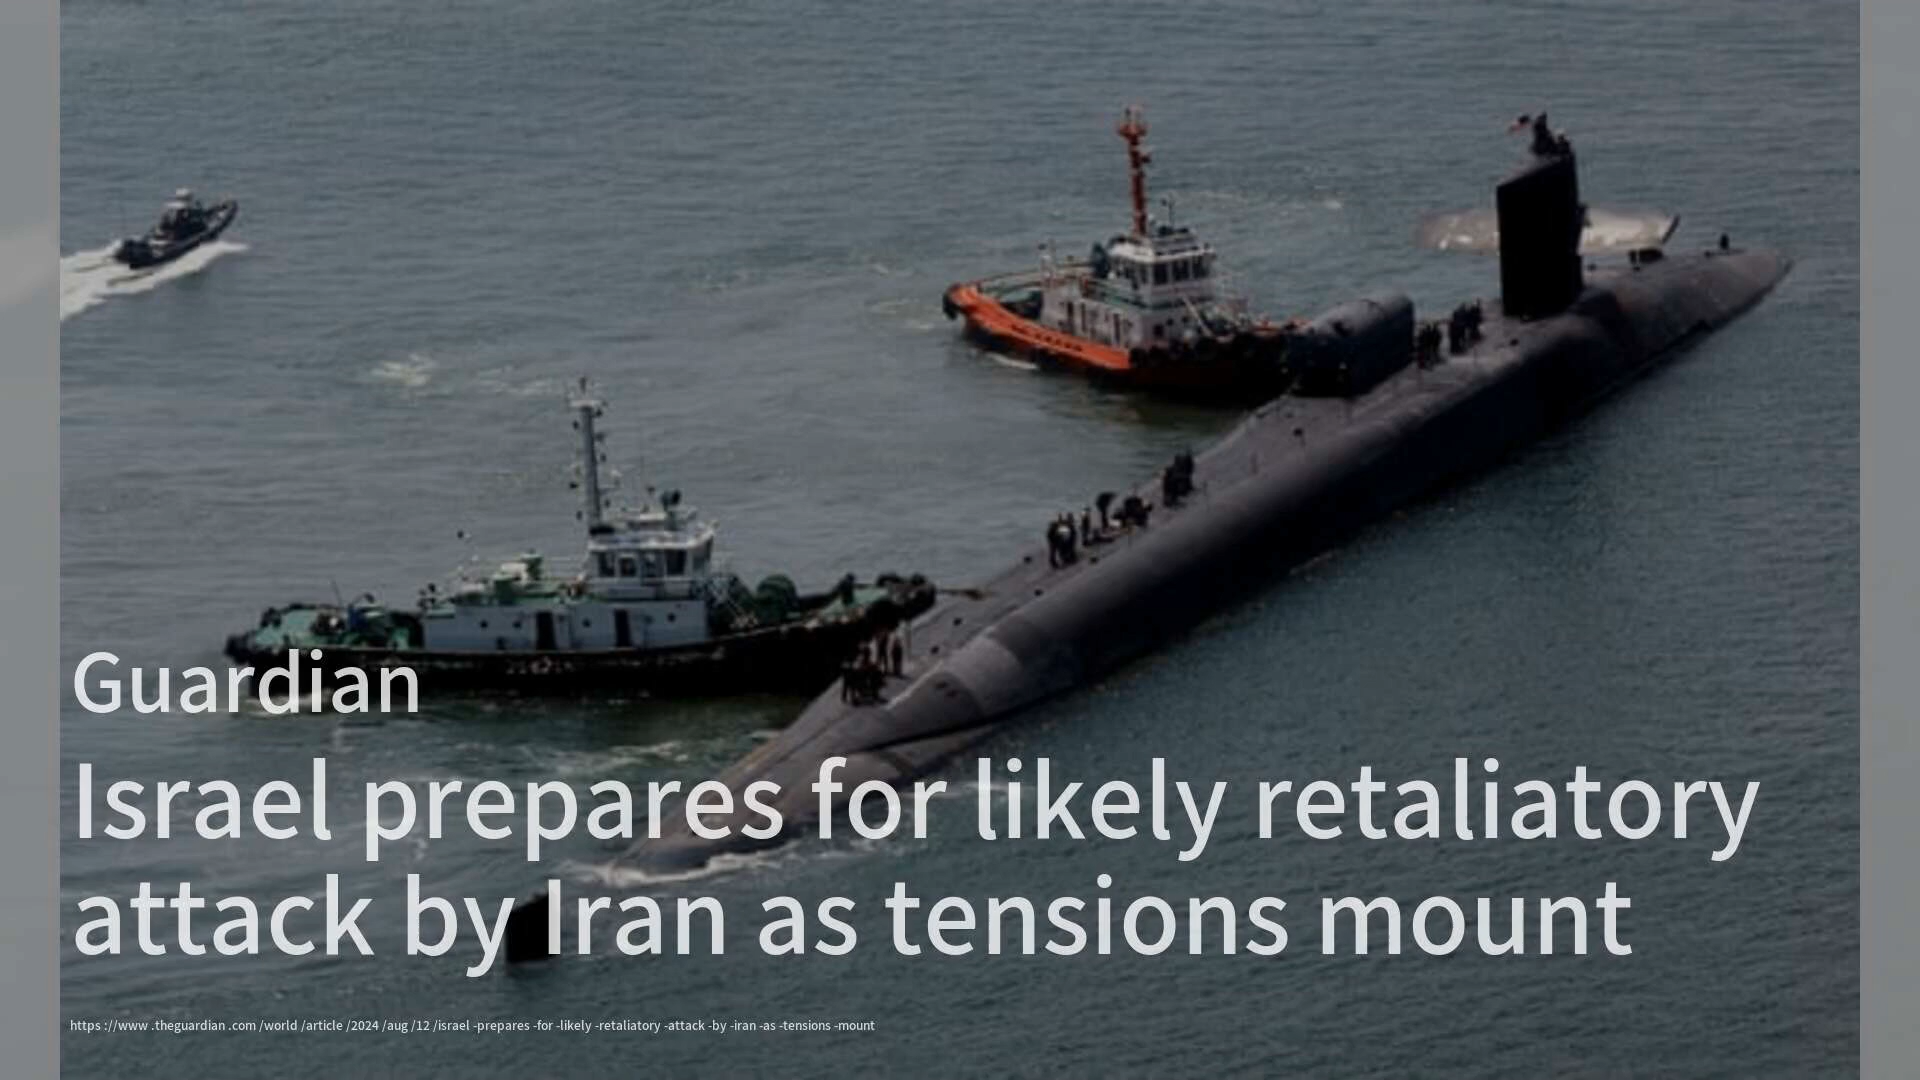 Guardian
Israel prepares for likely retaliatory
attack by Iran as tensions mount
https://www.theguardian.com/world/article/2024/aug/12/israel-prepares-for-likely-retaliatory-attack-by-iran-as-tensions-mount